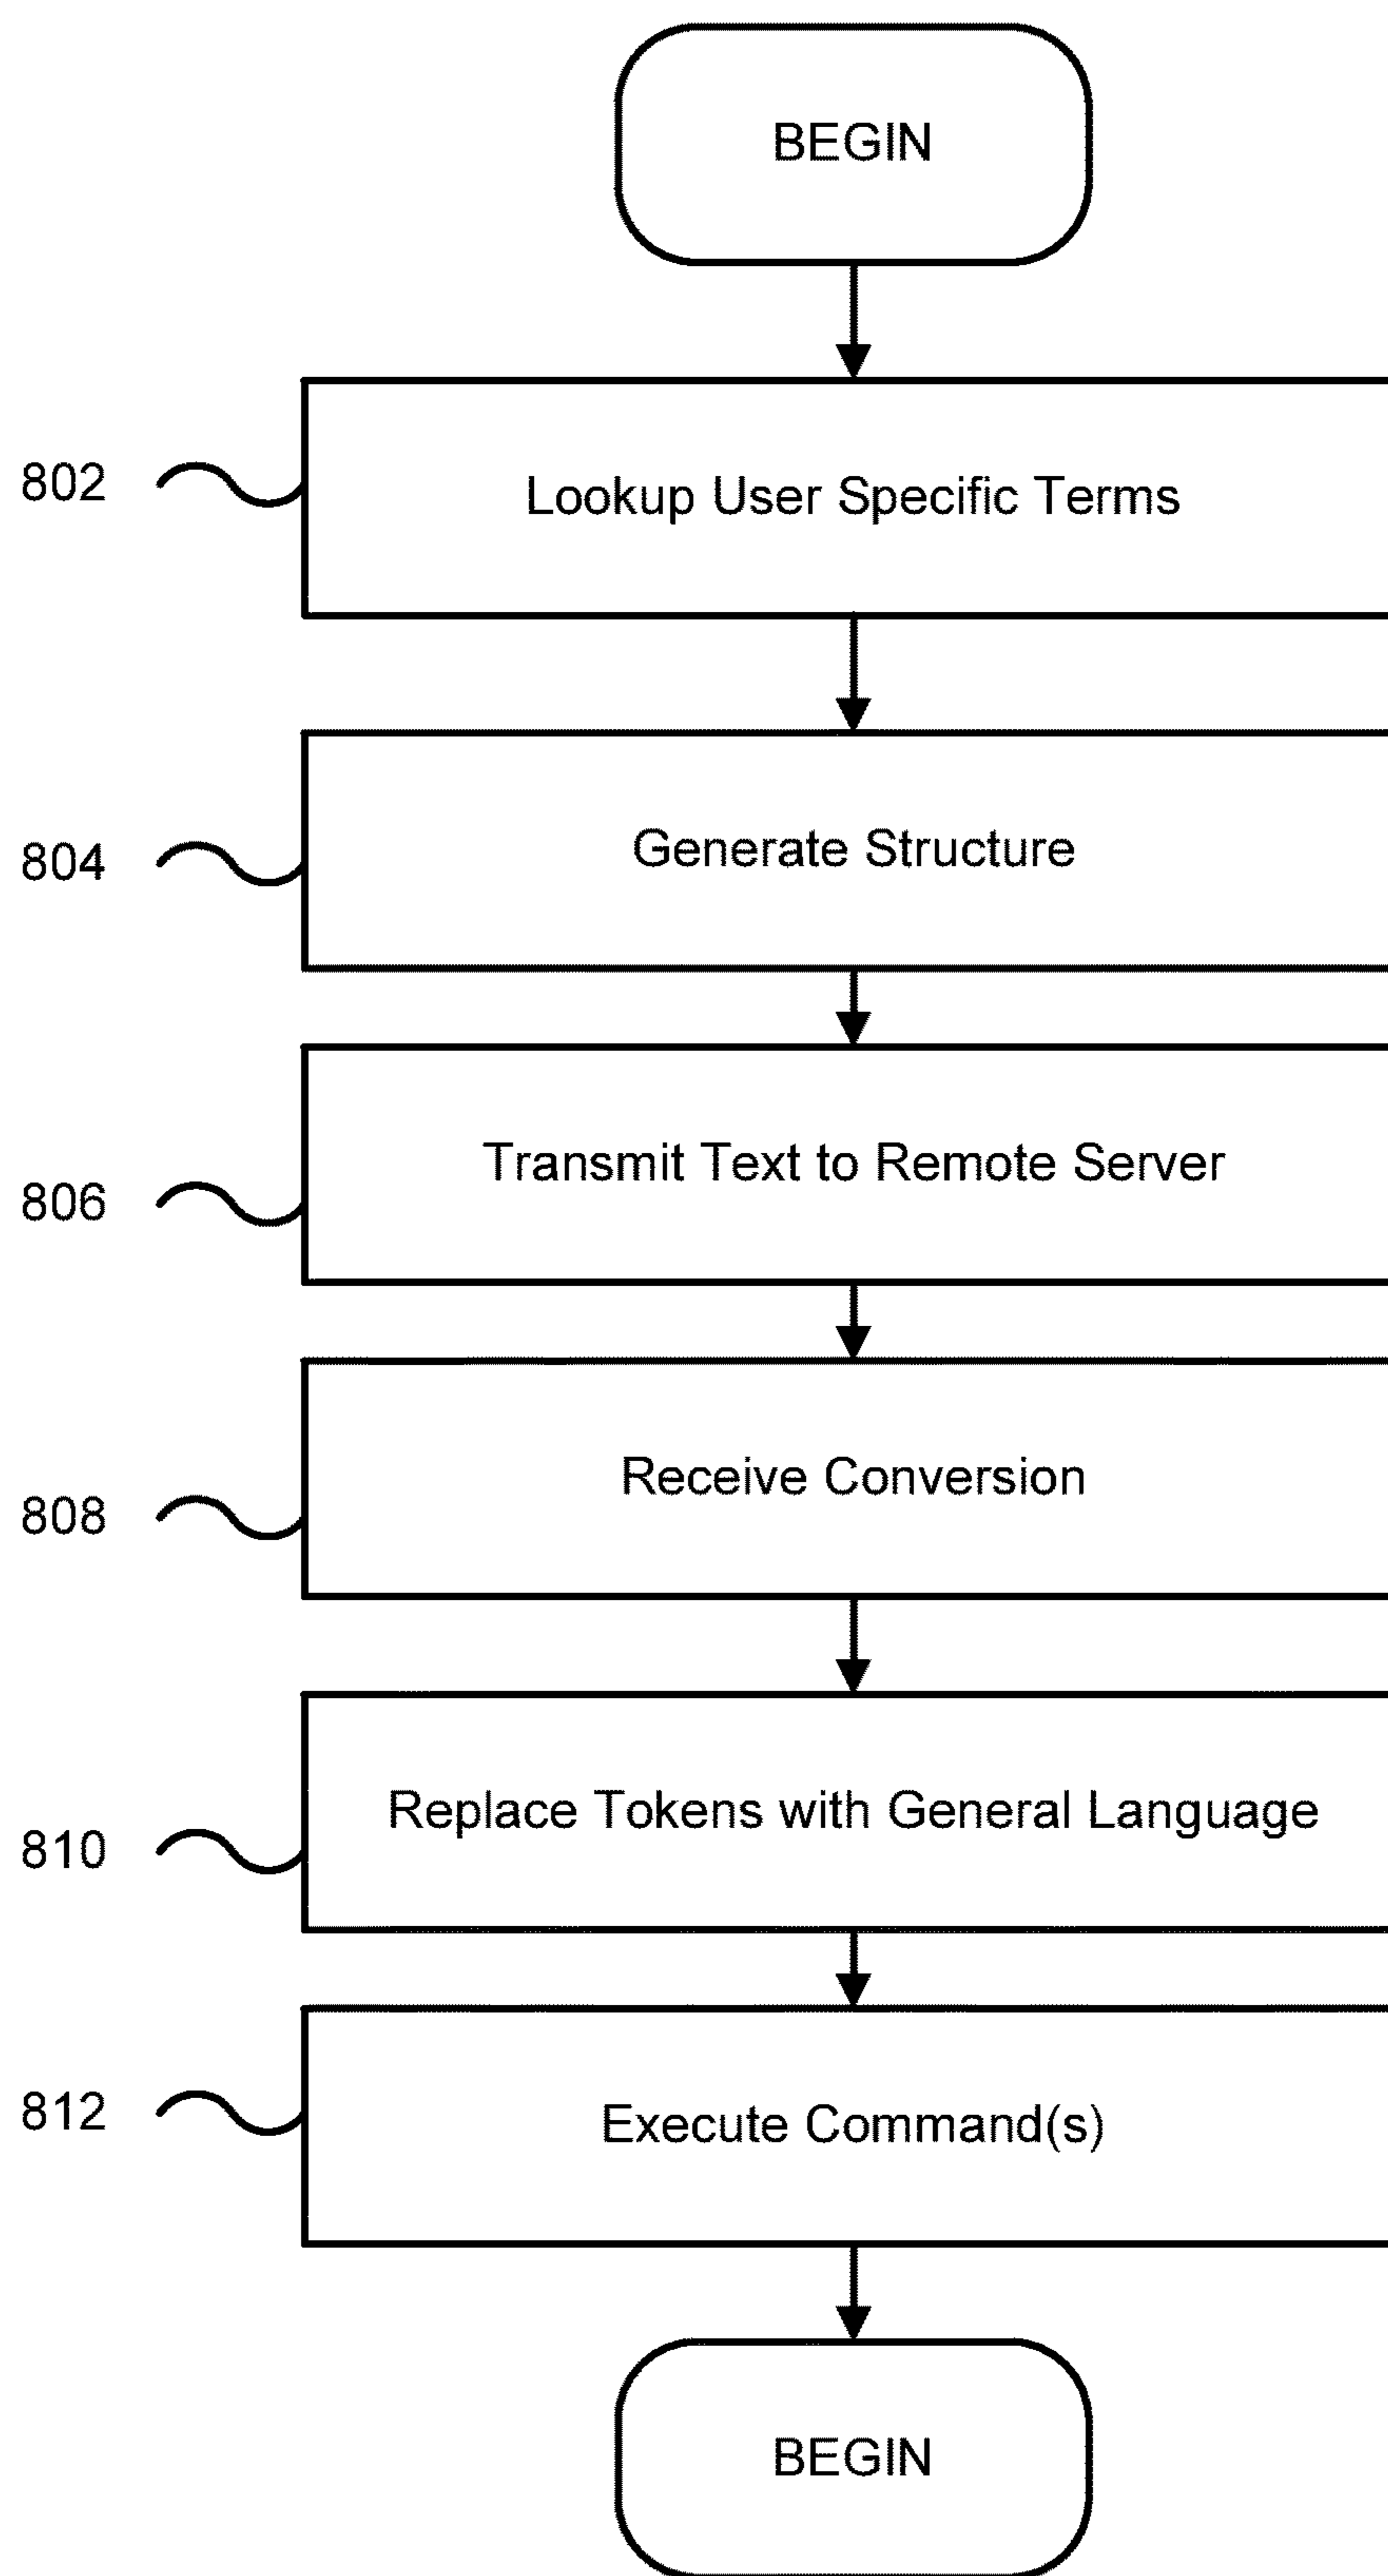 BEGIN
802
Lookup User Specific Terms
804
Generate Structure
806
Transmit Text to Remote Server
808
Receive Conversion
810
Replace Tokens with General Language
812
Execute Command(s)
BEGIN